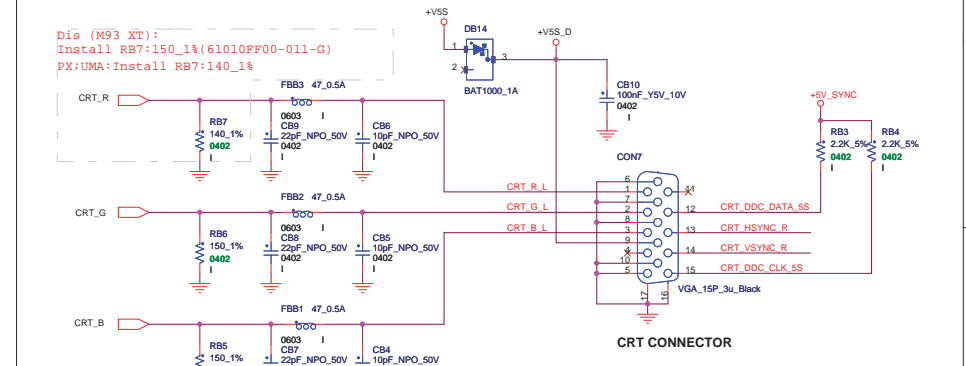 +V5S
Dis (M93 XT):
Install RB7:150_1%(61010FF00-011-G)
PX;UMA:Install RB7:140_1%
DB14
1
2
3
BAT1000_1A
+V5S_D
CB10
100nF_Y5V_10V
0402
I
+5V_SYNC
RB3
2.2K_5%
0402
I
RB4
2.2K_5%
0402
I
CRT_R
FBB3 47_0.5A
0603 I
RB7
140_1%
0402
I
CB9
22pF_NPO_50V
0402
I
CB6
10pF_NPO_50V
0402
I
CRT_G
FBB2 47_0.5A
0603 I
RB6
150_1%
0402
I
CB8
22pF_NPO_50V
0402
I
CB5
10pF_NPO_50V
0402
I
CRT_B
FBB1 47_0.5A
0603 I
RB5
150_1%
CB7
22pF_NPO_50V
CB4
10pF_NPO_50V
CON7
CRT_R_L
CRT_G_L
CRT_B_L
6
1
7
2
8
3
9
4
10
5
11
12
13
14
15
17
16
CRT_DDC_DATA_5S
CRT_HSYNC_R
CRT_VSYNC_R
CRT_DDC_CLK_5S
VGA_15P_3u_Black
CRT CONNECTOR